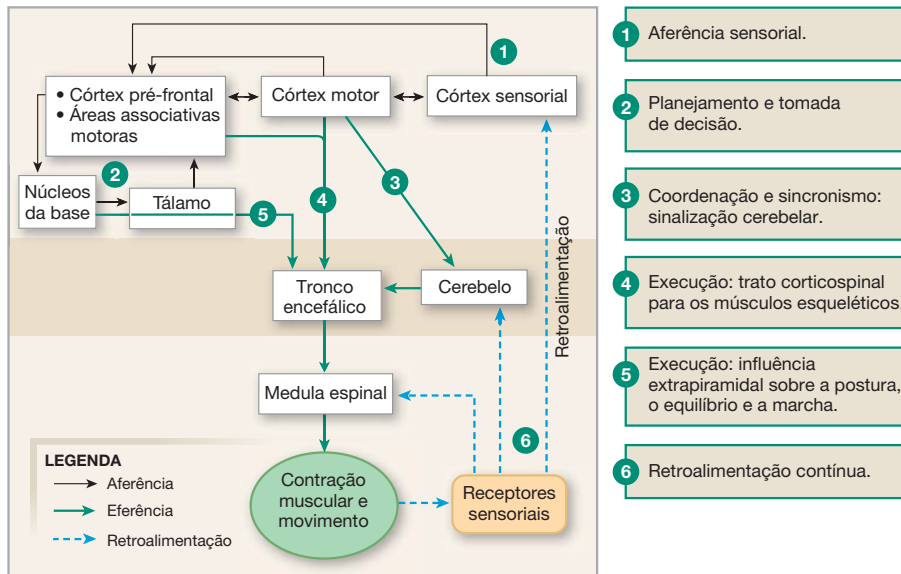 1
• Córtex pré-frontal
• Áreas associativas
motoras
Córtex motor
Córtex sensorial
2
3
4
Núcleos
da base
Tálamo
5
Retroalimentação
Tronco
encefálico
Cerebelo
Medula espinal
6
LEGENDA
Aferência
Eferência
Retroalimentação
Contração
muscular e
movimento
Receptores
sensoriais
1 Aferência sensorial.
2 Planejamento e tomada
de decisão.
3 Coordenação e sincronismo:
sinalização cerebelar.
4 Execução: trato corticospinal
para os músculos esqueléticos.
5 Execução: influência
extrapiramidal sobre a postura,
o equilíbrio e a marcha.
6 Retroalimentação contínua.